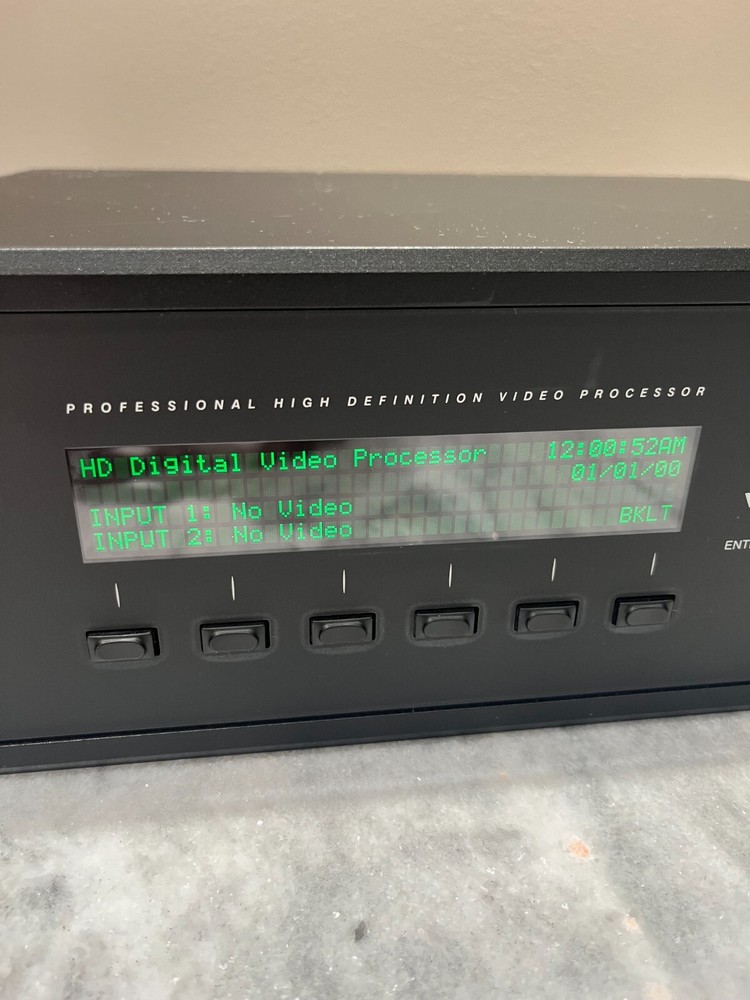 PROFESSIONAL HIGH DEFINITION VIDEO PROCESSOR
HD Digital Video Processor 12:00:52AM
01/01/00
INPUT 1: No Video
INPUT 2: No Video BKLT